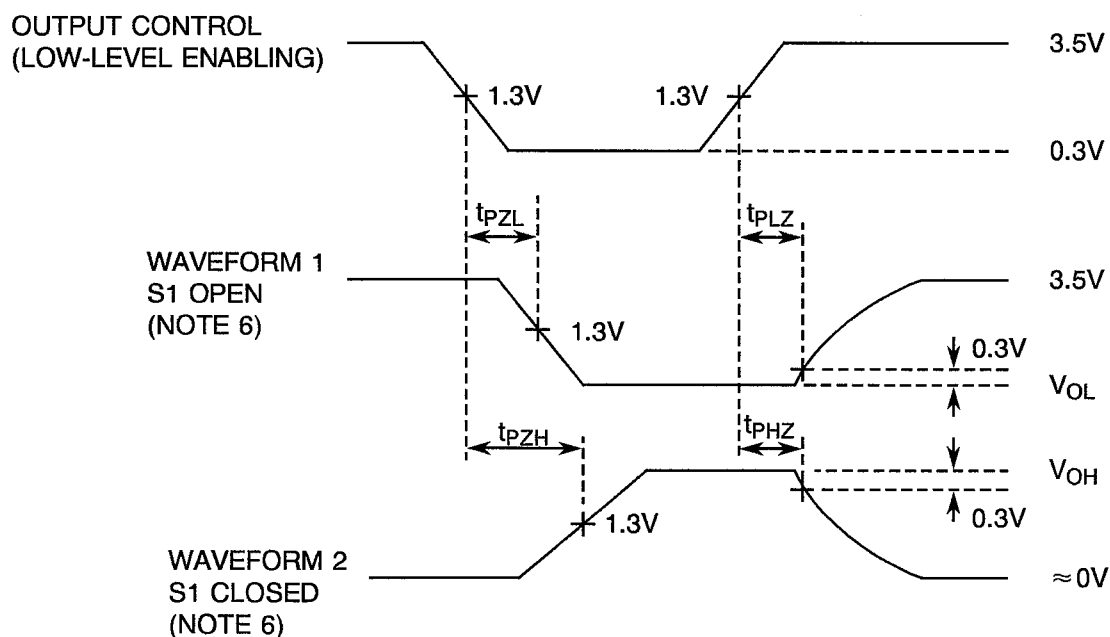 OUTPUT CONTROL
(LOW-LEVEL ENABLING)
3.5V
1.3V
1.3V
0.3V
tPZL
tPLZ
WAVEFORM 1
S1 OPEN
(NOTE 6)
3.5V
1.3V
0.3V
VOL
tPZH
tPHZ
VOH
1.3V
0.3V
WAVEFORM 2
S1 CLOSED
(NOTE 6)
≈0V